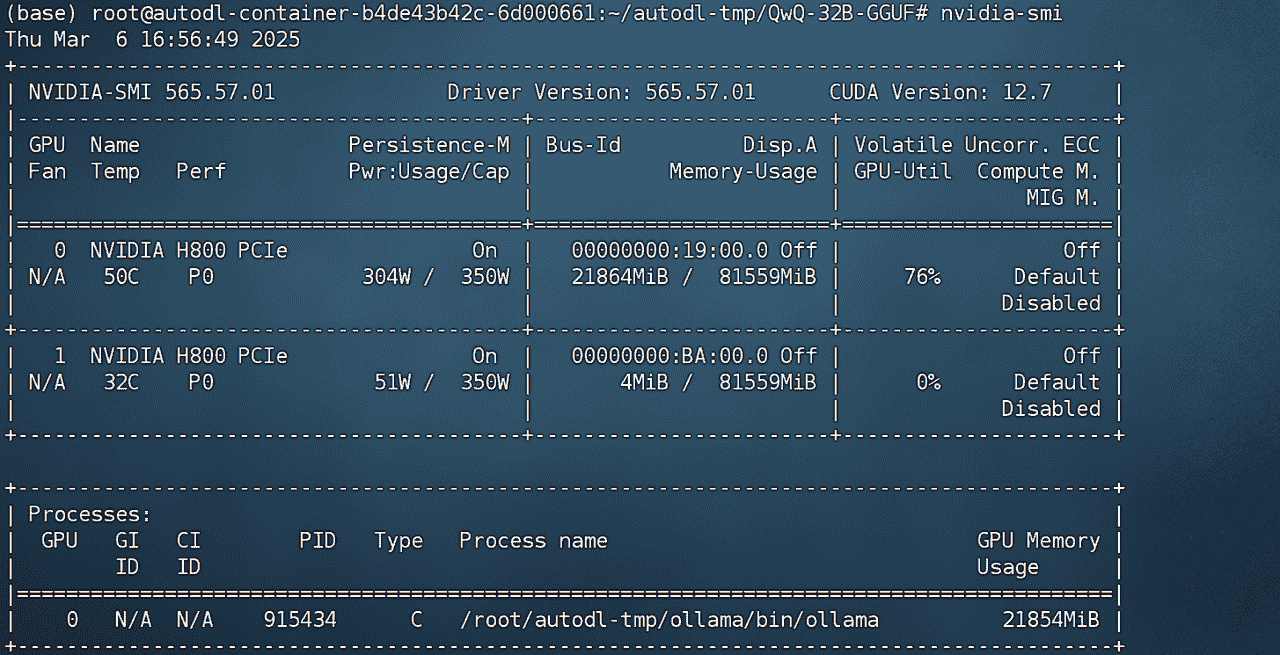 (base) root@autodl-container-b4de43b42c-6d000661:~/autodl-tmp/QwQ-32B-GGUF# nvidia-smi
Thu Mar  6 16:56:49 2025
+-----------------------------------------------------------------------------------------+
| NVIDIA-SMI 565.57.01              Driver Version: 565.57.01      CUDA Version: 12.7     |
|-----------------------------------------+------------------------+----------------------+
| GPU  Name                 Persistence-M | Bus-Id          Disp.A | Volatile Uncorr. ECC |
| Fan  Temp   Perf          Pwr:Usage/Cap |           Memory-Usage | GPU-Util  Compute M. |
|                                         |                        |               MIG M. |
|=========================================+========================+======================|
|   0  NVIDIA H800 PCIe               On  |   00000000:19:00.0 Off |                  Off |
| N/A   50C    P0            304W /  350W |   21864MiB /  81559MiB |     76%      Default |
|                                         |                        |             Disabled |
+-----------------------------------------+------------------------+----------------------+
|   1  NVIDIA H800 PCIe               On  |   00000000:BA:00.0 Off |                  Off |
| N/A   32C    P0             51W /  350W |       4MiB /  81559MiB |      0%      Default |
|                                         |                        |             Disabled |
+-----------------------------------------+------------------------+----------------------+

+-----------------------------------------------------------------------------------------+
| Processes:                                                                              |
|  GPU   GI   CI        PID   Type   Process name                              GPU Memory |
|        ID   ID                                                               Usage      |
|=========================================================================================|
|    0   N/A  N/A    915434      C   /root/autodl-tmp/ollama/bin/ollama          21854MiB |
+-----------------------------------------------------------------------------------------+